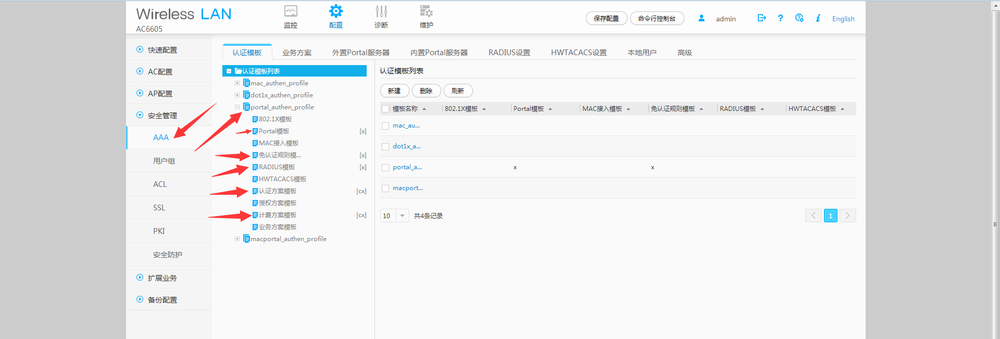 Wireless LAN
AC6605
监控
配置
诊断
维护
保存配置
命令行控制台
admin
English
快速配置
AC配置
AP配置
安全管理
AAA
用户组
ACL
SSL
PKI
安全防护
扩展业务
备份配置
认证模板 业务方案 外置Portal服务器 内置Portal服务器 RADIUS设置 HWTACACS设置 本地用户 高级
认证模板列表
mac_authen_profile
dot1x_authen_profile
portal_authen_profile
802.1X模板
Portal模板 [x]
MAC接入模板
免认证规则模... [x]
RADIUS模板 [x]
HWTACACS模板
认证方案模板 [cx]
授权方案模板
计费方案模板 [cx]
业务方案模板
macportal_authen_profile
认证模板列表
新建 删除 刷新
模板名称 802.1X模板 Portal模板 MAC接入模板 免认证规则模板 RADIUS模板 HWTACACS模板
mac_au...
dot1x_a...
portal_a... x x
macport...
10 共4条记录 1